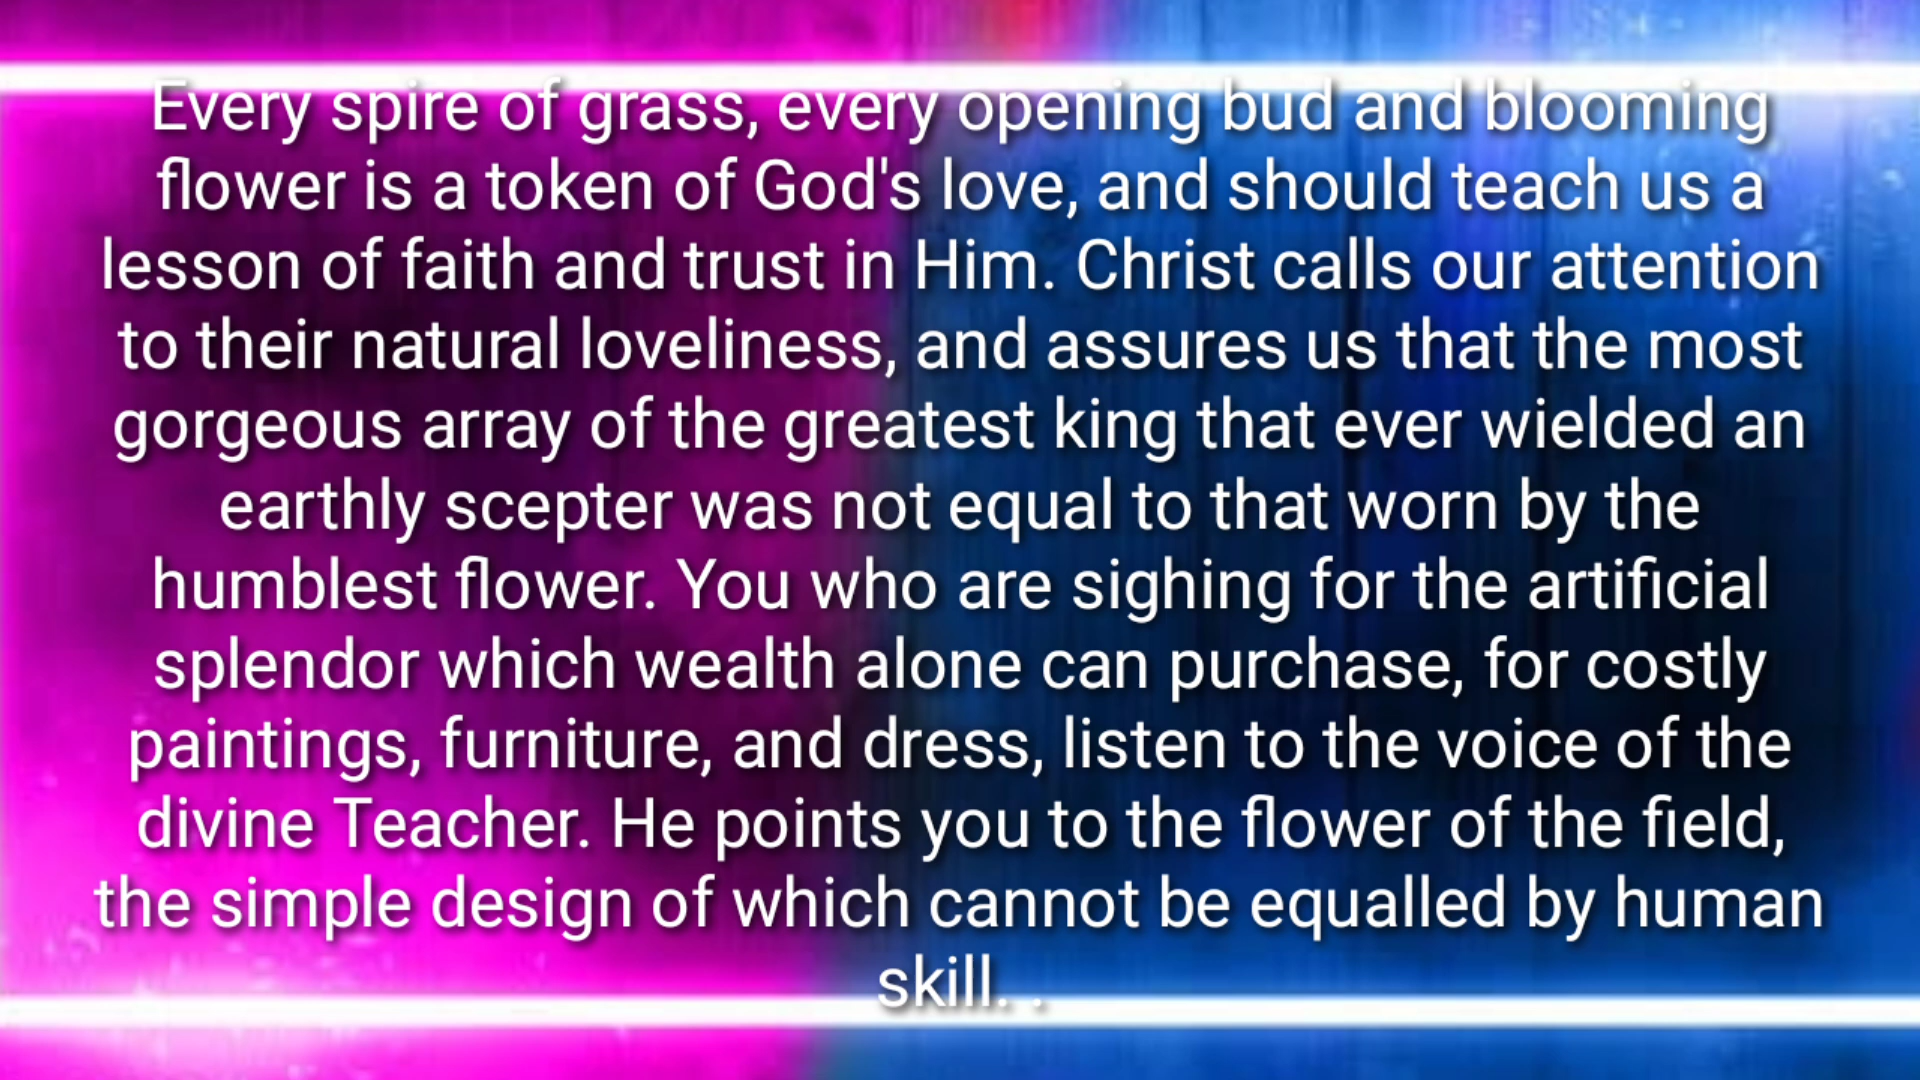 Every spire of grass, every opening bud and blooming
flower is a token of God's love, and should teach us a
lesson of faith and trust in Him. Christ calls our attention
to their natural loveliness, and assures us that the most
gorgeous array of the greatest king that ever wielded an
earthly scepter was not equal to that worn by the
humblest flower. You who are sighing for the artificial
splendor which wealth alone can purchase, for costly
paintings, furniture, and dress, listen to the voice of the
divine Teacher. He points you to the flower of the field,
the simple design of which cannot be equalled by human
skill. .